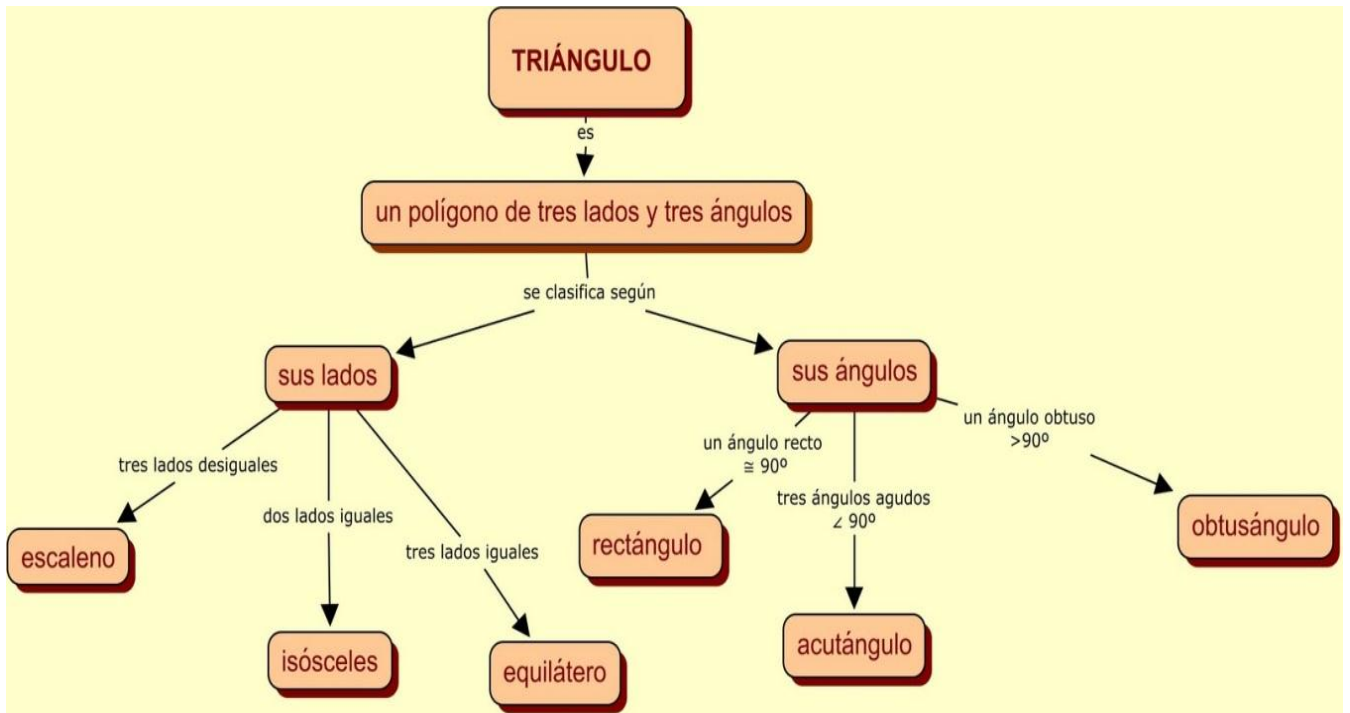 TRIÁNGULO
es
un polígono de tres lados y tres ángulos
se clasifica según
sus lados
sus ángulos
tres lados desiguales
dos lados iguales
tres lados iguales
un ángulo recto
≅ 90º
tres ángulos agudos
∠ 90º
un ángulo obtuso
>90º
escaleno
isósceles
equilátero
rectángulo
acutángulo
obtusángulo